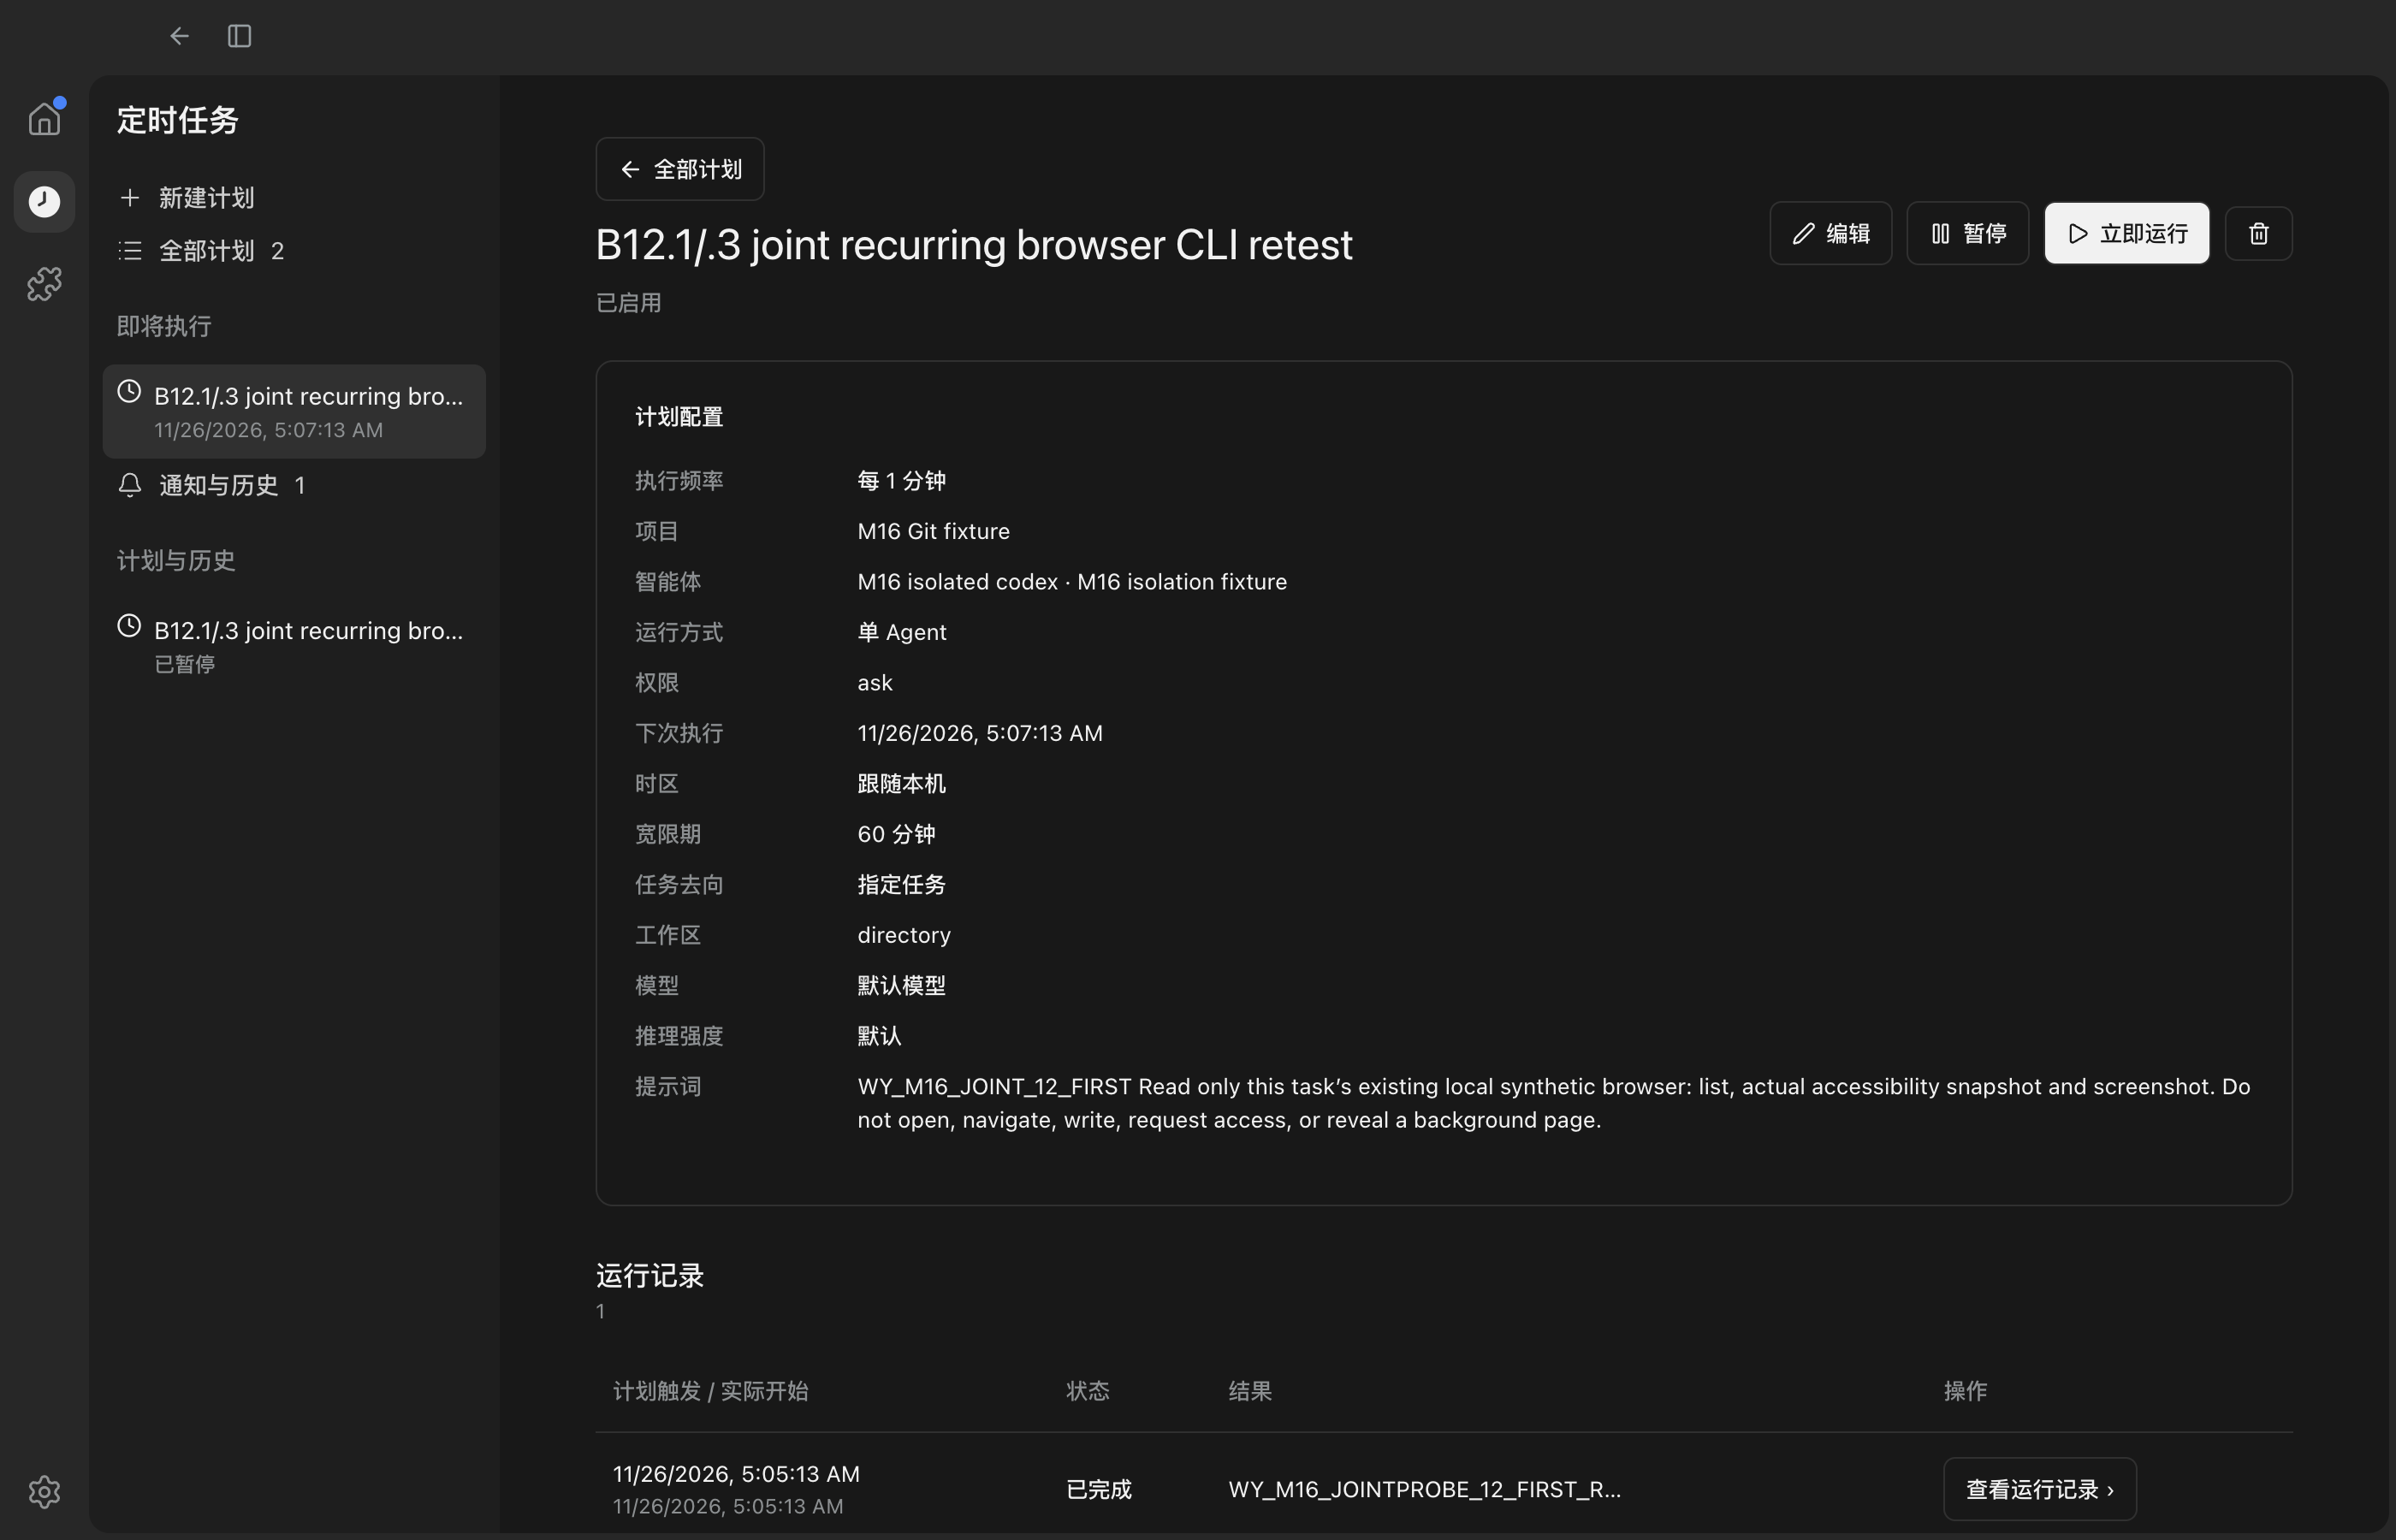 定时任务
新建计划
全部计划 2
即将执行
B12.1/.3 joint recurring bro...
11/26/2026, 5:07:13 AM
通知与历史 1
计划与历史
B12.1/.3 joint recurring bro...
已暂停
全部计划
B12.1/.3 joint recurring browser CLI retest
已启用
编辑
暂停
立即运行
计划配置
执行频率 每 1 分钟
项目 M16 Git fixture
智能体 M16 isolated codex · M16 isolation fixture
运行方式 单 Agent
权限 ask
下次执行 11/26/2026, 5:07:13 AM
时区 跟随本机
宽限期 60 分钟
任务去向 指定任务
工作区 directory
模型 默认模型
推理强度 默认
提示词 WY_M16_JOINT_12_FIRST Read only this task’s existing local synthetic browser: list, actual accessibility snapshot and screenshot. Do
not open, navigate, write, request access, or reveal a background page.
运行记录
1
计划触发 / 实际开始 状态 结果 操作
11/26/2026, 5:05:13 AM
11/26/2026, 5:05:13 AM
已完成
WY_M16_JOINTPROBE_12_FIRST_R...
查看运行记录 ›